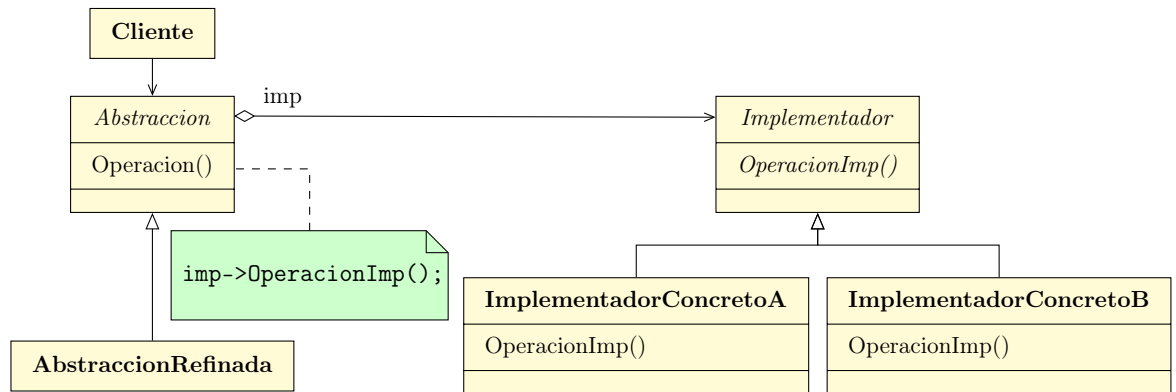 Cliente
imp
Abstraccion
Implementador
Operacion()
OperacionImp()
imp->OperacionImp();
ImplementadorConcretoA
ImplementadorConcretoB
OperacionImp()
OperacionImp()
AbstraccionRefinada